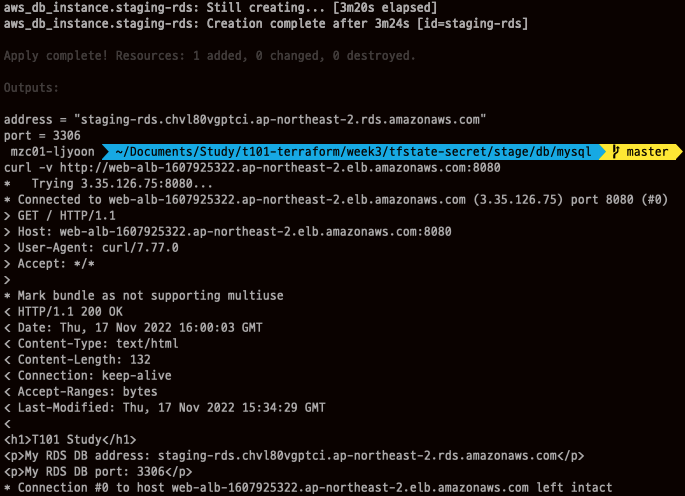 aws_db_instance.staging-rds: Still creating... [3m20s elapsed]
aws_db_instance.staging-rds: Creation complete after 3m24s [id=staging-rds]
Apply complete! Resources: 1 added, 0 changed, 0 destroyed.
Outputs:
address = "staging-rds.chvl80vgptci.ap-northeast-2.rds.amazonaws.com"
port = 3306
mzc01-ljyoon ~/Documents/Study/t101-terraform/week3/tfstate-secret/stage/db/mysql master
curl -v http://web-alb-1607925322.ap-northeast-2.elb.amazonaws.com:8080
*   Trying 3.35.126.75:8080...
* Connected to web-alb-1607925322.ap-northeast-2.elb.amazonaws.com (3.35.126.75) port 8080 (#0)
> GET / HTTP/1.1
> Host: web-alb-1607925322.ap-northeast-2.elb.amazonaws.com:8080
> User-Agent: curl/7.77.0
> Accept: */*
>
* Mark bundle as not supporting multiuse
< HTTP/1.1 200 OK
< Date: Thu, 17 Nov 2022 16:00:03 GMT
< Content-Type: text/html
< Content-Length: 132
< Connection: keep-alive
< Accept-Ranges: bytes
< Last-Modified: Thu, 17 Nov 2022 15:34:29 GMT
<
<h1>T101 Study</h1>
<p>My RDS DB address: staging-rds.chvl80vgptci.ap-northeast-2.rds.amazonaws.com</p>
<p>My RDS DB port: 3306</p>
* Connection #0 to host web-alb-1607925322.ap-northeast-2.elb.amazonaws.com left intact